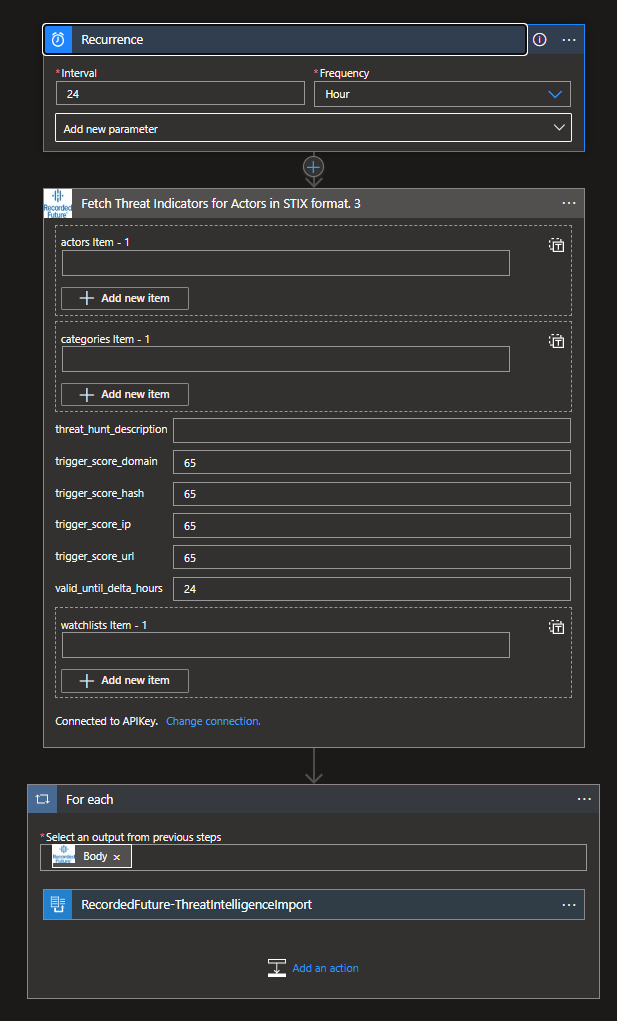 Recurrence
*Interval
*Frequency
24
Hour
Add new parameter
Recorded
Future
Fetch Threat Indicators for Actors in STIX format. 3
actors Item - 1
Add new item
categories Item - 1
Add new item
threat_hunt_description
trigger_score_domain
65
trigger_score_hash
65
trigger_score_ip
65
trigger_score_url
65
valid_until_delta_hours
24
watchlists Item - 1
Add new item
Connected to APIKey. Change connection.
For each
*Select an output from previous steps
Recorded
Future
Body ×
RecordedFuture-ThreatIntelligenceImport
Add an action